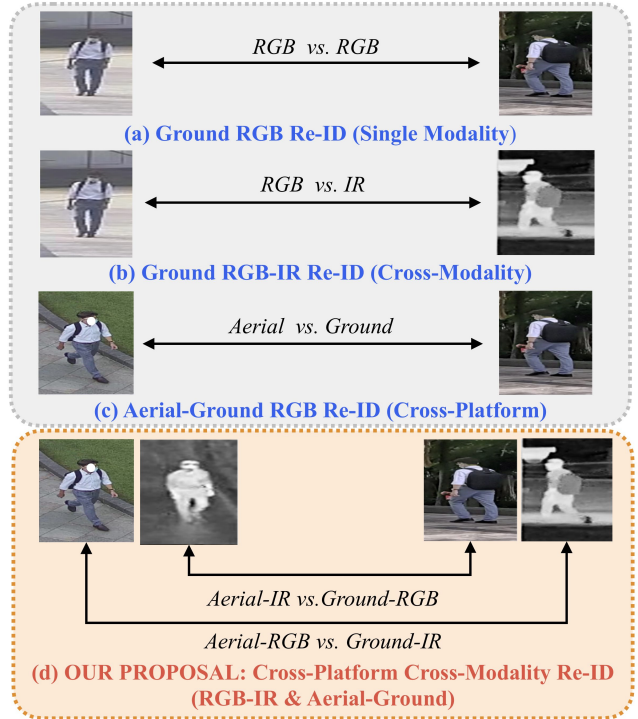 RGB vs. RGB
(a) Ground RGB Re-ID (Single Modality)
RGB vs. IR
(b) Ground RGB-IR Re-ID (Cross-Modality)
Aerial vs. Ground
(c) Aerial-Ground RGB Re-ID (Cross-Platform)
Aerial-IR vs.Ground-RGB
Aerial-RGB vs. Ground-IR
(d) OUR PROPOSAL: Cross-Platform Cross-Modality Re-ID
(RGB-IR & Aerial-Ground)